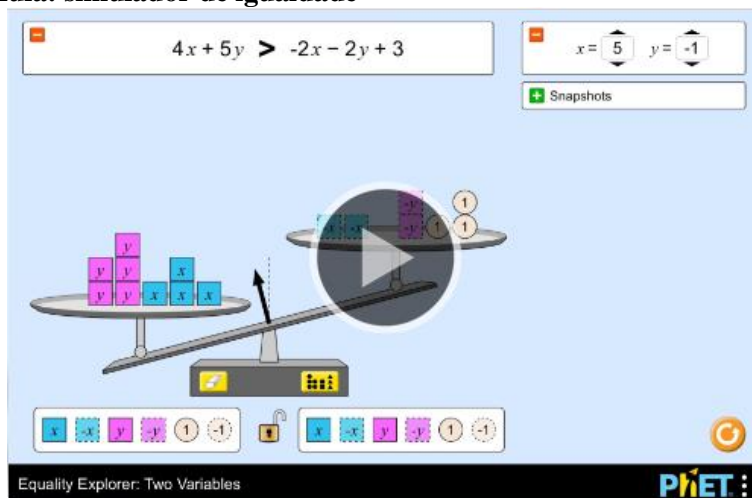 4x + 5y > -2x − 2y + 3
x = 5 y = -1
Snapshots
-y
1
-x -x -y 1 1
y
y y x
y y x x x
x -x y -y 1 -1
x -x y -y 1 -1
Equality Explorer: Two Variables
PhET